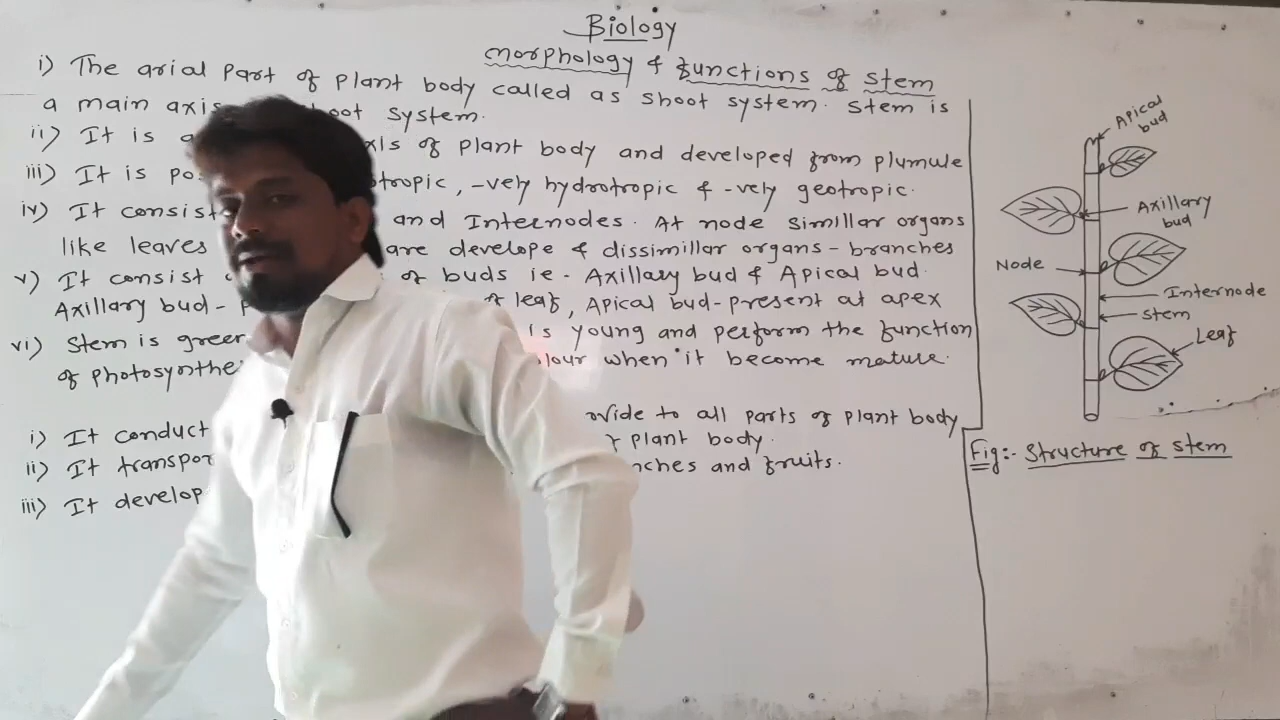 Biology
morphology & functions of stem
i) The arial part of plant body called as shoot system. stem is
a main axis shoot system.
ii) It is of plant body and developed from plumule
iii) It is tropic, -vely hydrotropic & -vely geotropic.
iv) It consist and Internodes. At node simillar organs
like leaves are develope & dissimillar organs - branches
v) It consist of buds ie - Axillary bud & Apical bud.
Axillary bud - of leaf, Apical bud-present at apex
vi) Stem is green is young and perform the function
of photosynthe when it become mature.
i) It conduct to all parts of plant body
ii) It transpor plant body.
iii) It develop and fruits.
Apical
bud
Axillary
bud
Node
Internode
stem
Leaf
Fig:- Structure of stem